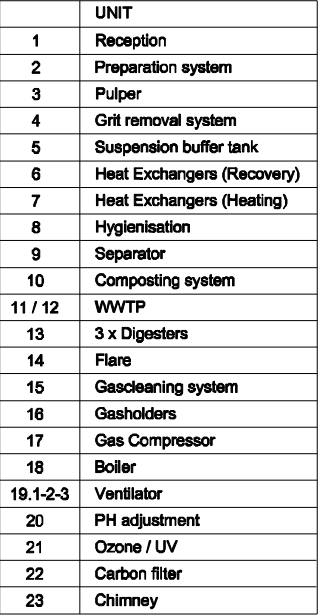 UNIT
1 Reception
2 Preparation system
3 Pulper
4 Grit removal system
5 Suspension buffer tank
6 Heat Exchangers (Recovery)
7 Heat Exchangers (Heating)
8 Hygienisation
9 Separator
10 Composting system
11 / 12 WWTP
13 3 x Digesters
14 Flare
15 Gascleaning system
16 Gasholders
17 Gas Compressor
18 Boiler
19.1-2-3 Ventilator
20 PH adjustment
21 Ozone / UV
22 Carbon filter
23 Chimney